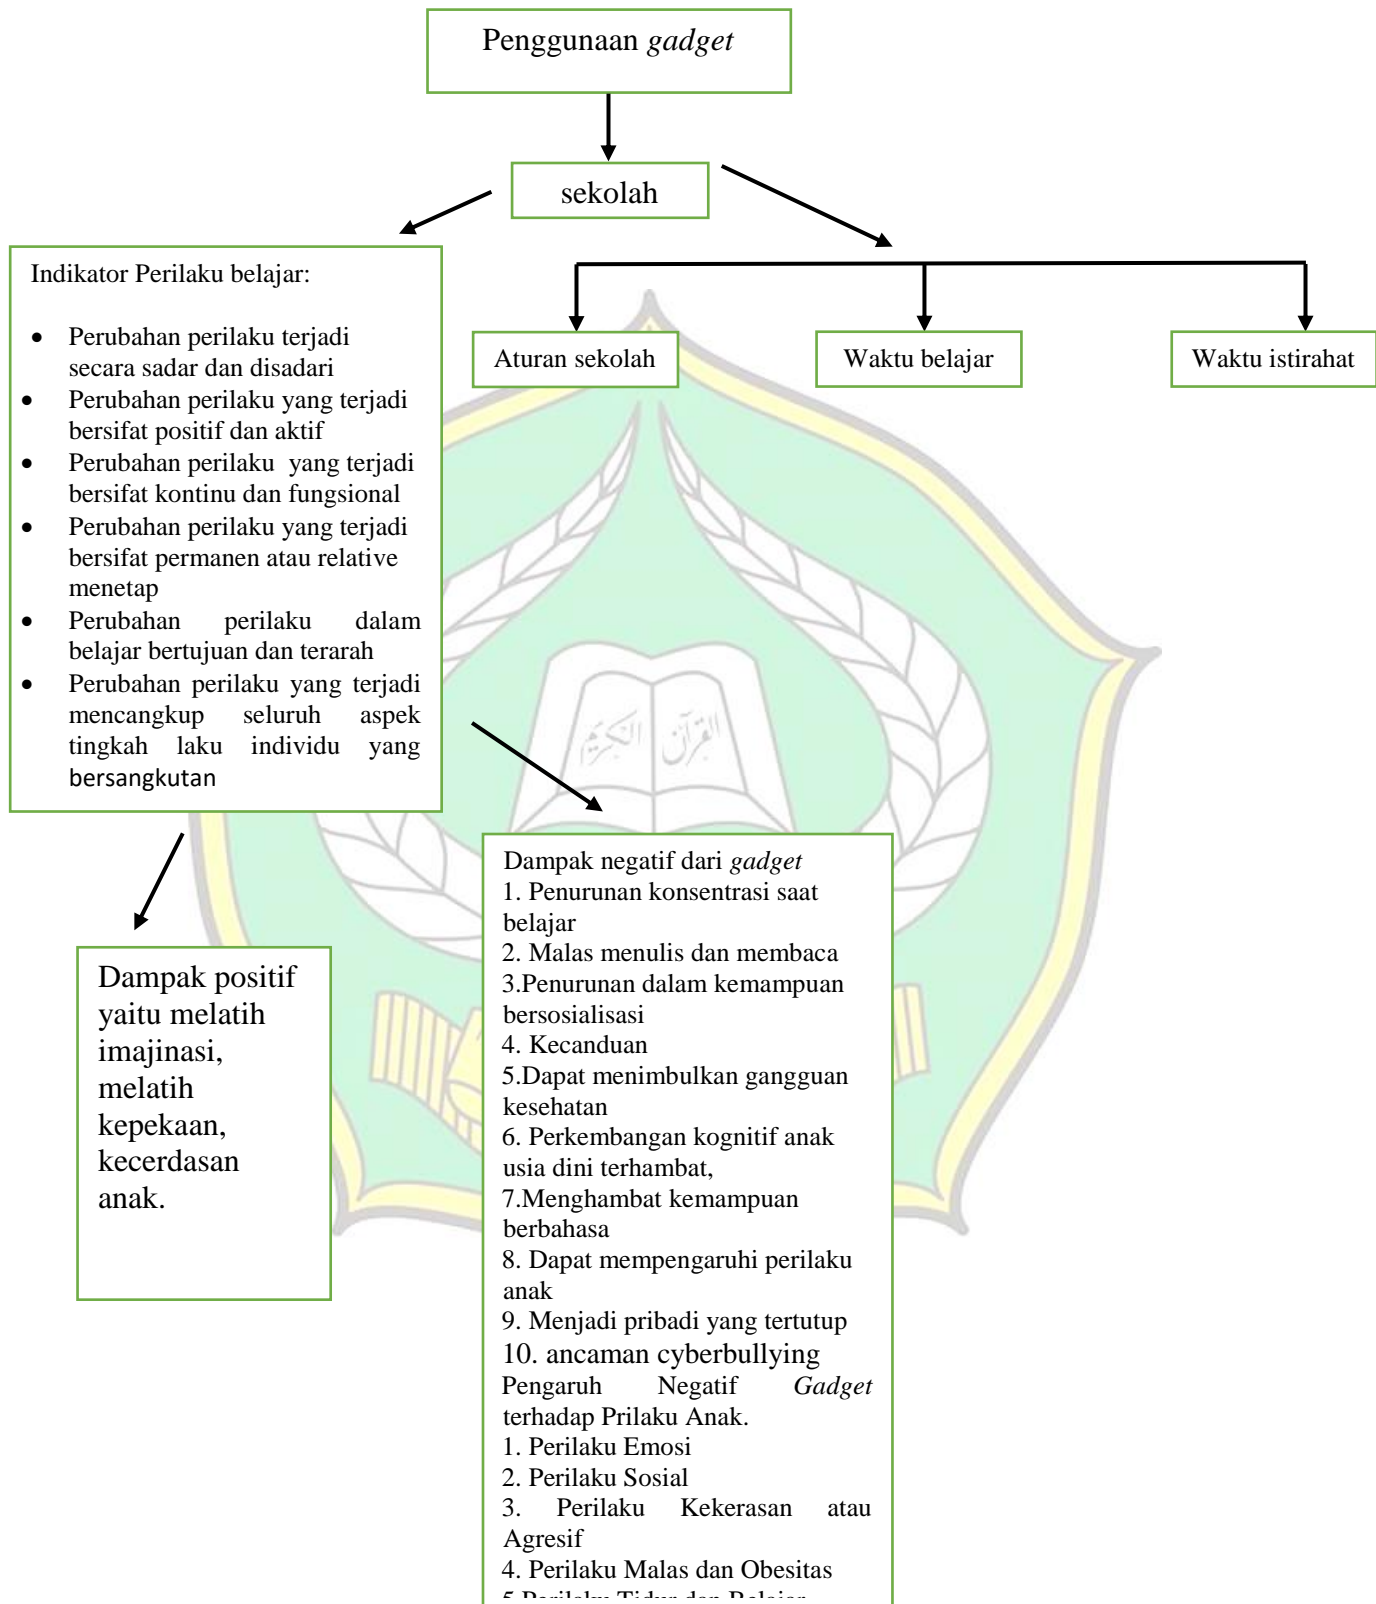 Penggunaan gadget
sekolah
Indikator Perilaku belajar:
• Perubahan perilaku terjadi
secara sadar dan disadari
• Perubahan perilaku yang terjadi
bersifat positif dan aktif
• Perubahan perilaku yang terjadi
bersifat kontinu dan fungsional
• Perubahan perilaku yang terjadi
bersifat permanen atau relative
menetap
• Perubahan perilaku dalam
belajar bertujuan dan terarah
• Perubahan perilaku yang terjadi
mencangkup seluruh aspek
tingkah laku individu yang
bersangkutan
Aturan sekolah
Waktu belajar
Waktu istirahat
القرآن
الكريم
Dampak positif
yaitu melatih
imajinasi,
melatih
kepekaan,
kecerdasan
anak.
Dampak negatif dari gadget
1. Penurunan konsentrasi saat
belajar
2. Malas menulis dan membaca
3.Penurunan dalam kemampuan
bersosialisasi
4. Kecanduan
5.Dapat menimbulkan gangguan
kesehatan
6. Perkembangan kognitif anak
usia dini terhambat,
7.Menghambat kemampuan
berbahasa
8. Dapat mempengaruhi perilaku
anak
9. Menjadi pribadi yang tertutup
10. ancaman cyberbullying
Pengaruh Negatif Gadget
terhadap Prilaku Anak.
1. Perilaku Emosi
2. Perilaku Sosial
3. Perilaku Kekerasan atau
Agresif
4. Perilaku Malas dan Obesitas
5.Perilaku Tidur dan Belajar